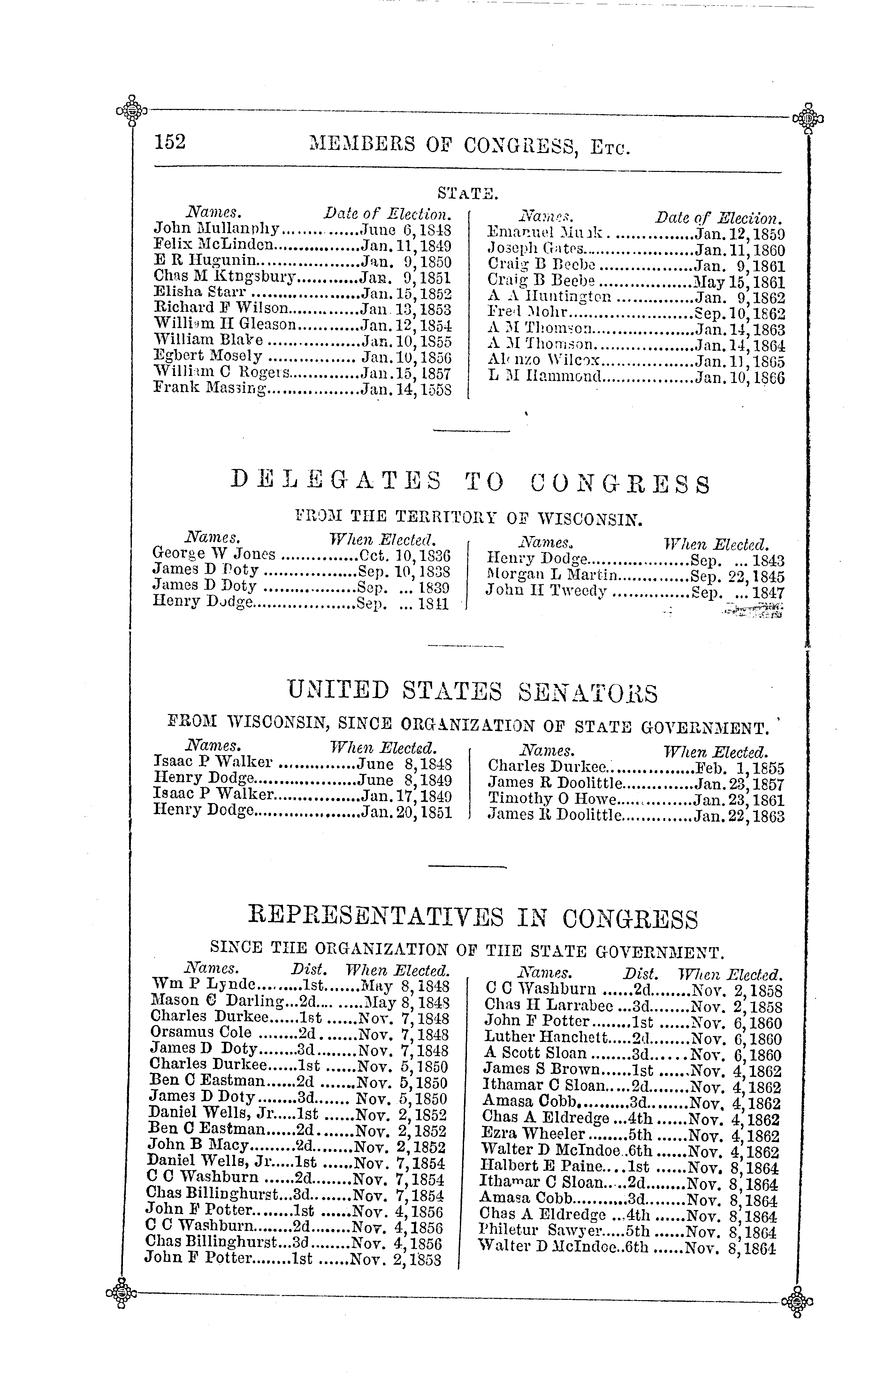 152 MEMBERS OF CONGRESS, ETC.
STATE.
Names. Date of Election.
John Mullanphy..............June 6,1848
Felix McLinden................Jan. 11,1849
E R Hugunin...................Jan. 9,1850
Chas M Ktngsbury............Jan. 9,1851
Elisha Starr ....................Jan. 15,1852
Richard F Wilson.............Jan 13,1853
William H Gleason............Jan. 12,1854
William Blake .................Jan. 10,1855
Egbert Mosely ................ Jan. 10,1856
William C Rogers.............Jan. 15,1857
Frank Massing.................Jan. 14,1558
Names. Date of Eleciion.
Emanuel Munk . ...............Jan. 12,1859
Joseph Gates....................Jan. 11,1860
Craig B Beebe .................Jan. 9,1861
Craig B Beebe .................May 15,1861
A A Huntington ..............Jan. 9,1862
Fred Mohr.......................Sep. 10,1862
A M Thomson...................Jan. 14,1863
A M Thomson...................Jan. 14,1864
Alonzo Wilcox.................Jan. 11,1865
L M Hammond.................Jan. 10,1866
DELEGATES TO CONGRESS
FROM THE TERRITORY OF WISCONSIN.
Names. When Elected.
George W Jones ..............Oct. 10,1836
James D Doty .................Sep. 10,1838
James D Doty .................Sep. ... 1839
Henry Dodge...................Sep. ... 1841
Names. When Elected.
Henry Dodge...................Sep. ... 1843
Morgan L Martin.............Sep. 22,1845
John H Tweedy ..............Sep. ... 1847
UNITED STATES SENATORS
FROM WISCONSIN, SINCE ORGANIZATION OF STATE GOVERNMENT.
Names. When Elected.
Isaac P Walker ..............June 8,1848
Henry Dodge...................June 8,1849
Isaac P Walker................Jan. 17,1849
Henry Dodge...................Jan. 20,1851
Names. When Elected.
Charles Durkee................Feb. 1,1855
James R Doolittle.............Jan. 23,1857
Timothy O Howe..............Jan. 23,1861
James R Doolittle.............Jan. 22,1863
REPRESENTATIVES IN CONGRESS
SINCE THE ORGANIZATION OF THE STATE GOVERNMENT.
Names. Dist. When Elected.
Wm P Lynde.........1st.......May 8,1848
Mason C Darling...2d.... .....May 8,1848
Charles Durkee......1st ......Nov. 7,1848
Orsamus Cole ........2d . ......Nov. 7,1848
James D Doty.......3d........Nov. 7,1848
Charles Durkee......1st ......Nov. 5,1850
Ben C Eastman......2d .......Nov. 5,1850
James D Doty.......3d...... Nov. 5,1850
Daniel Wells, Jr....1st ......Nov. 2,1852
Ben C Eastman......2d........Nov. 2,1852
John B Macy.........2d........Nov. 2,1852
Daniel Wells, Jr.....1st ......Nov. 7,1854
C C Washburn ......2d........Nov. 7,1854
Chas Billinghurst...3d........Nov. 7,1854
John F Potter........1st ......Nov. 4,1856
C C Washburn.......2d........Nov. 4,1856
Chas Billinghurst...3d........Nov. 4,1856
John F Potter........1st ......Nov. 2,1858
Names. Dist. When Elected.
C C Washburn ......2d........Nov. 2,1858
Chas H Larrabee ...3d........Nov. 2,1858
John F Potter........1st ......Nov. 6,1860
Luther Hanchett.....2d........Nov. 6,1860
A Scott Sloan ........3d......Nov. 6,1860
James S Brown......1st ......Nov. 4,1862
Ithamar C Sloan.....2d........Nov. 4,1862
Amasa Cobb..........3d........Nov. 4,1862
Chas A Eldredge ...4th ......Nov. 4,1862
Ezra Wheeler ........5th ......Nov. 4,1862
Walter D McIndoe..6th ......Nov. 4,1862
Halbert E Paine....1st ......Nov. 8,1864
Ithamar C Sloan....2d........Nov. 8,1864
Amasa Cobb..........3d........Nov. 8,1864
Chas A Eldredge ...4th ......Nov. 8,1864
Philetur Sawyer.....5th ......Nov. 8,1864
Walter D McIndoe..6th ......Nov. 8,1864